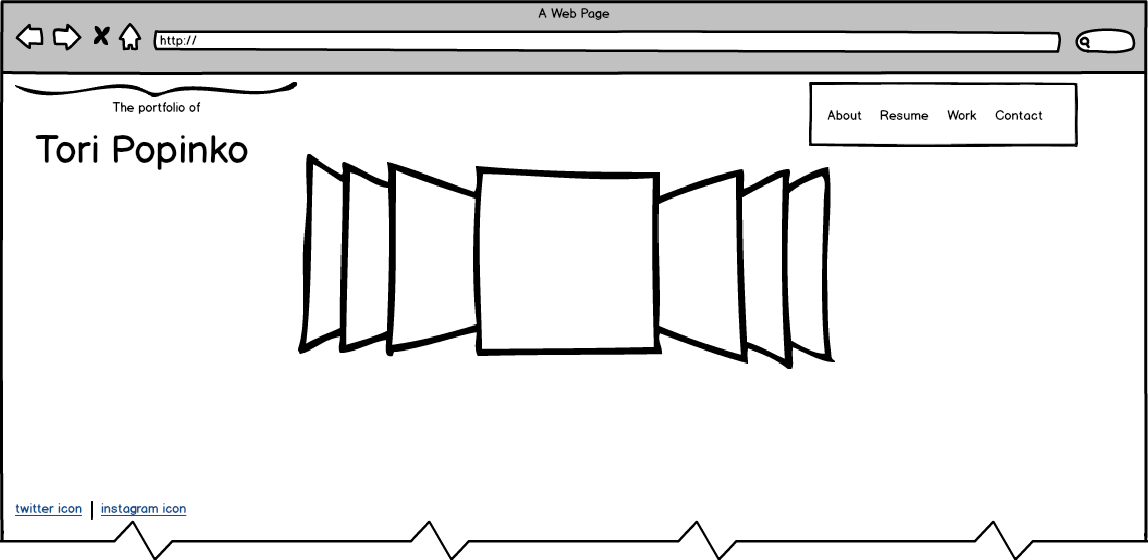 A Web Page
http://
The portfolio of
Tori Popinko
About Resume Work Contact
twitter icon | instagram icon